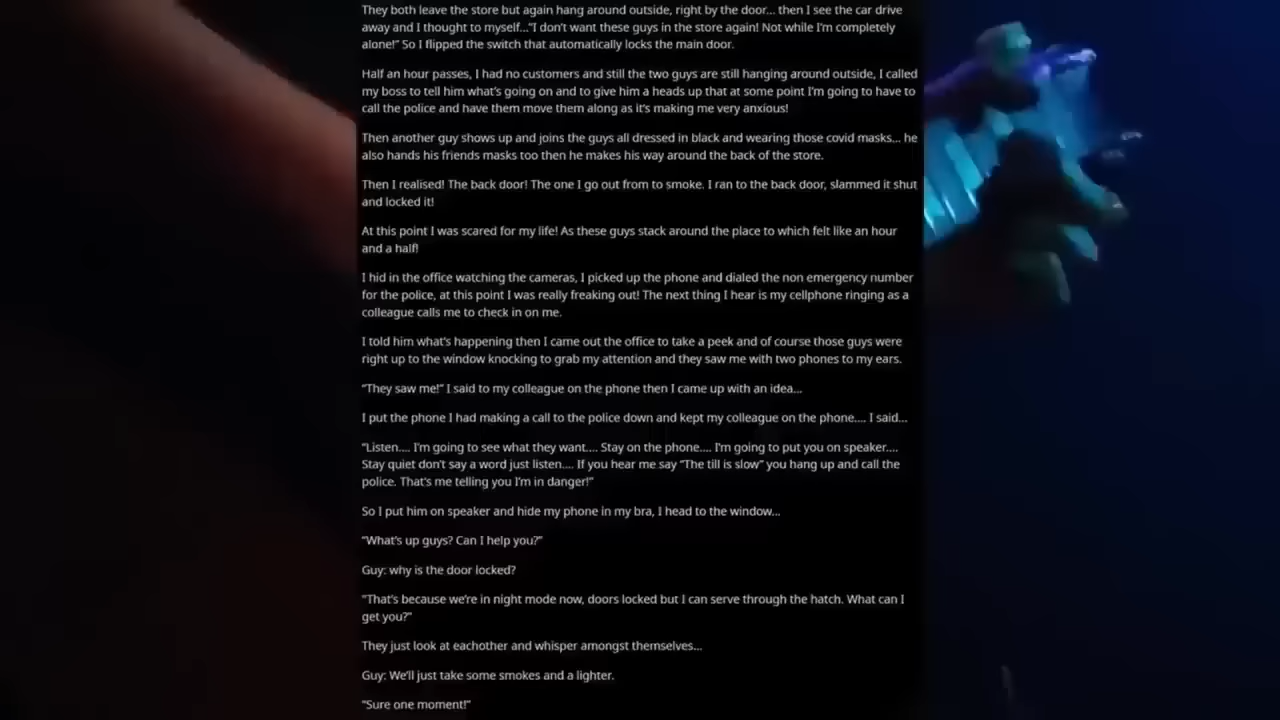 They both leave the store but again hang around outside, right by the door... then I see the car drive
away and I thought to myself..."I don't want these guys in the store again! Not while I'm completely
alone!" So I flipped the switch that automatically locks the main door.
Half an hour passes, I had no customers and still the two guys are still hanging around outside, I called
my boss to tell him what's going on and to give him a heads up that at some point I'm going to have to
call the police and have them move them along as it's making me very anxious!
Then another guy shows up and joins the guys all dressed in black and wearing those covid masks... he
also hands his friends masks too then he makes his way around the back of the store.
Then I realised! The back door! The one I go out from to smoke. I ran to the back door, slammed it shut
and locked it!
At this point I was scared for my life! As these guys stack around the place to which felt like an hour
and a half!
I hid in the office watching the cameras, I picked up the phone and dialed the non emergency number
for the police, at this point I was really freaking out! The next thing I hear is my cellphone ringing as a
colleague calls me to check in on me.
I told him what's happening then I came out the office to take a peek and of course those guys were
right up to the window knocking to grab my attention and they saw me with two phones to my ears.
"They saw me!" I said to my colleague on the phone then I came up with an idea...
I put the phone I had making a call to the police down and kept my colleague on the phone.... I said...
"Listen.... I'm going to see what they want.... Stay on the phone.... I'm going to put you on speaker....
Stay quiet don't say a word just listen.... If you hear me say "The till is slow" you hang up and call the
police. That's me telling you I'm in danger!"
So I put him on speaker and hide my phone in my bra, I head to the window...
"What's up guys? Can I help you?"
Guy: why is the door locked?
"That's because we're in night mode now, doors locked but I can serve through the hatch. What can I
get you?"
They just look at eachother and whisper amongst themselves...
Guy: We'll just take some smokes and a lighter.
"Sure one moment!"